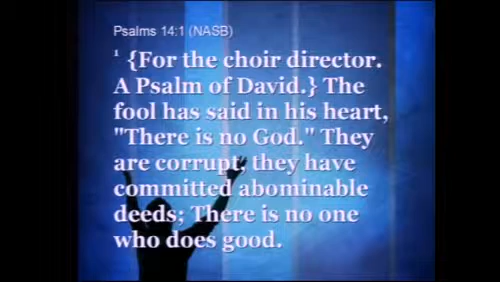 Psalms 14:1 (NASB)
1 {For the choir director.
A Psalm of David.} The
fool has said in his heart,
"There is no God." They
are corrupt, they have
committed abominable
deeds; There is no one
who does good.